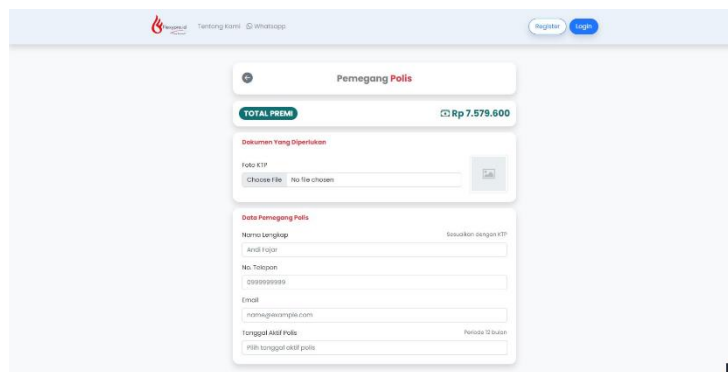 Tentang Kami Whatsapp Register Login
Pemegang Polis
TOTAL PREMI Rp 7.579.600
Dokumen Yang Diperlukan
Foto KTP
Choose File No file chosen
Data Pemegang Polis
Nama Lengkap Sesuaikan dengan KTP
Andi Fajar
No. Telepon
0999999999
Email
name@example.com
Tanggal Aktif Polis Periode 12 bulan
Pilih tanggal aktif polis